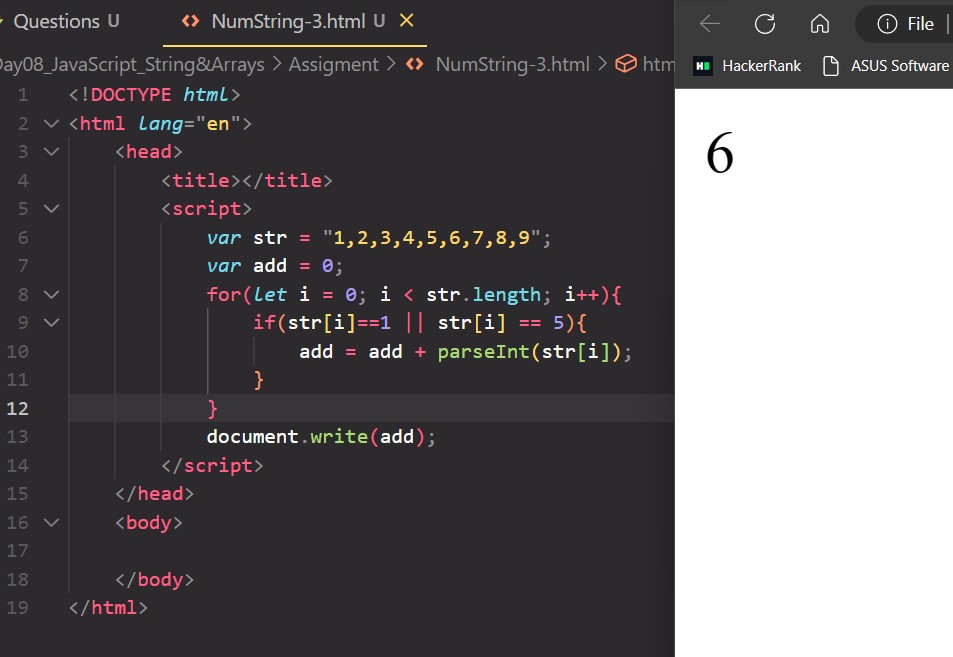 Questions U
NumString-3.html U
Day08_JavaScript_String&Arrays > Assigment > NumString-3.html > htm
1 <!DOCTYPE html>
2 <html lang="en">
3 <head>
4 <title></title>
5 <script>
6 var str = "1,2,3,4,5,6,7,8,9";
7 var add = 0;
8 for(let i = 0; i < str.length; i++){
9 if(str[i]==1 || str[i] == 5){
10 add = add + parseInt(str[i]);
11 }
12 }
13 document.write(add);
14 </script>
15 </head>
16 <body>
17
18 </body>
19 </html>
File
HackerRank
ASUS Software
6